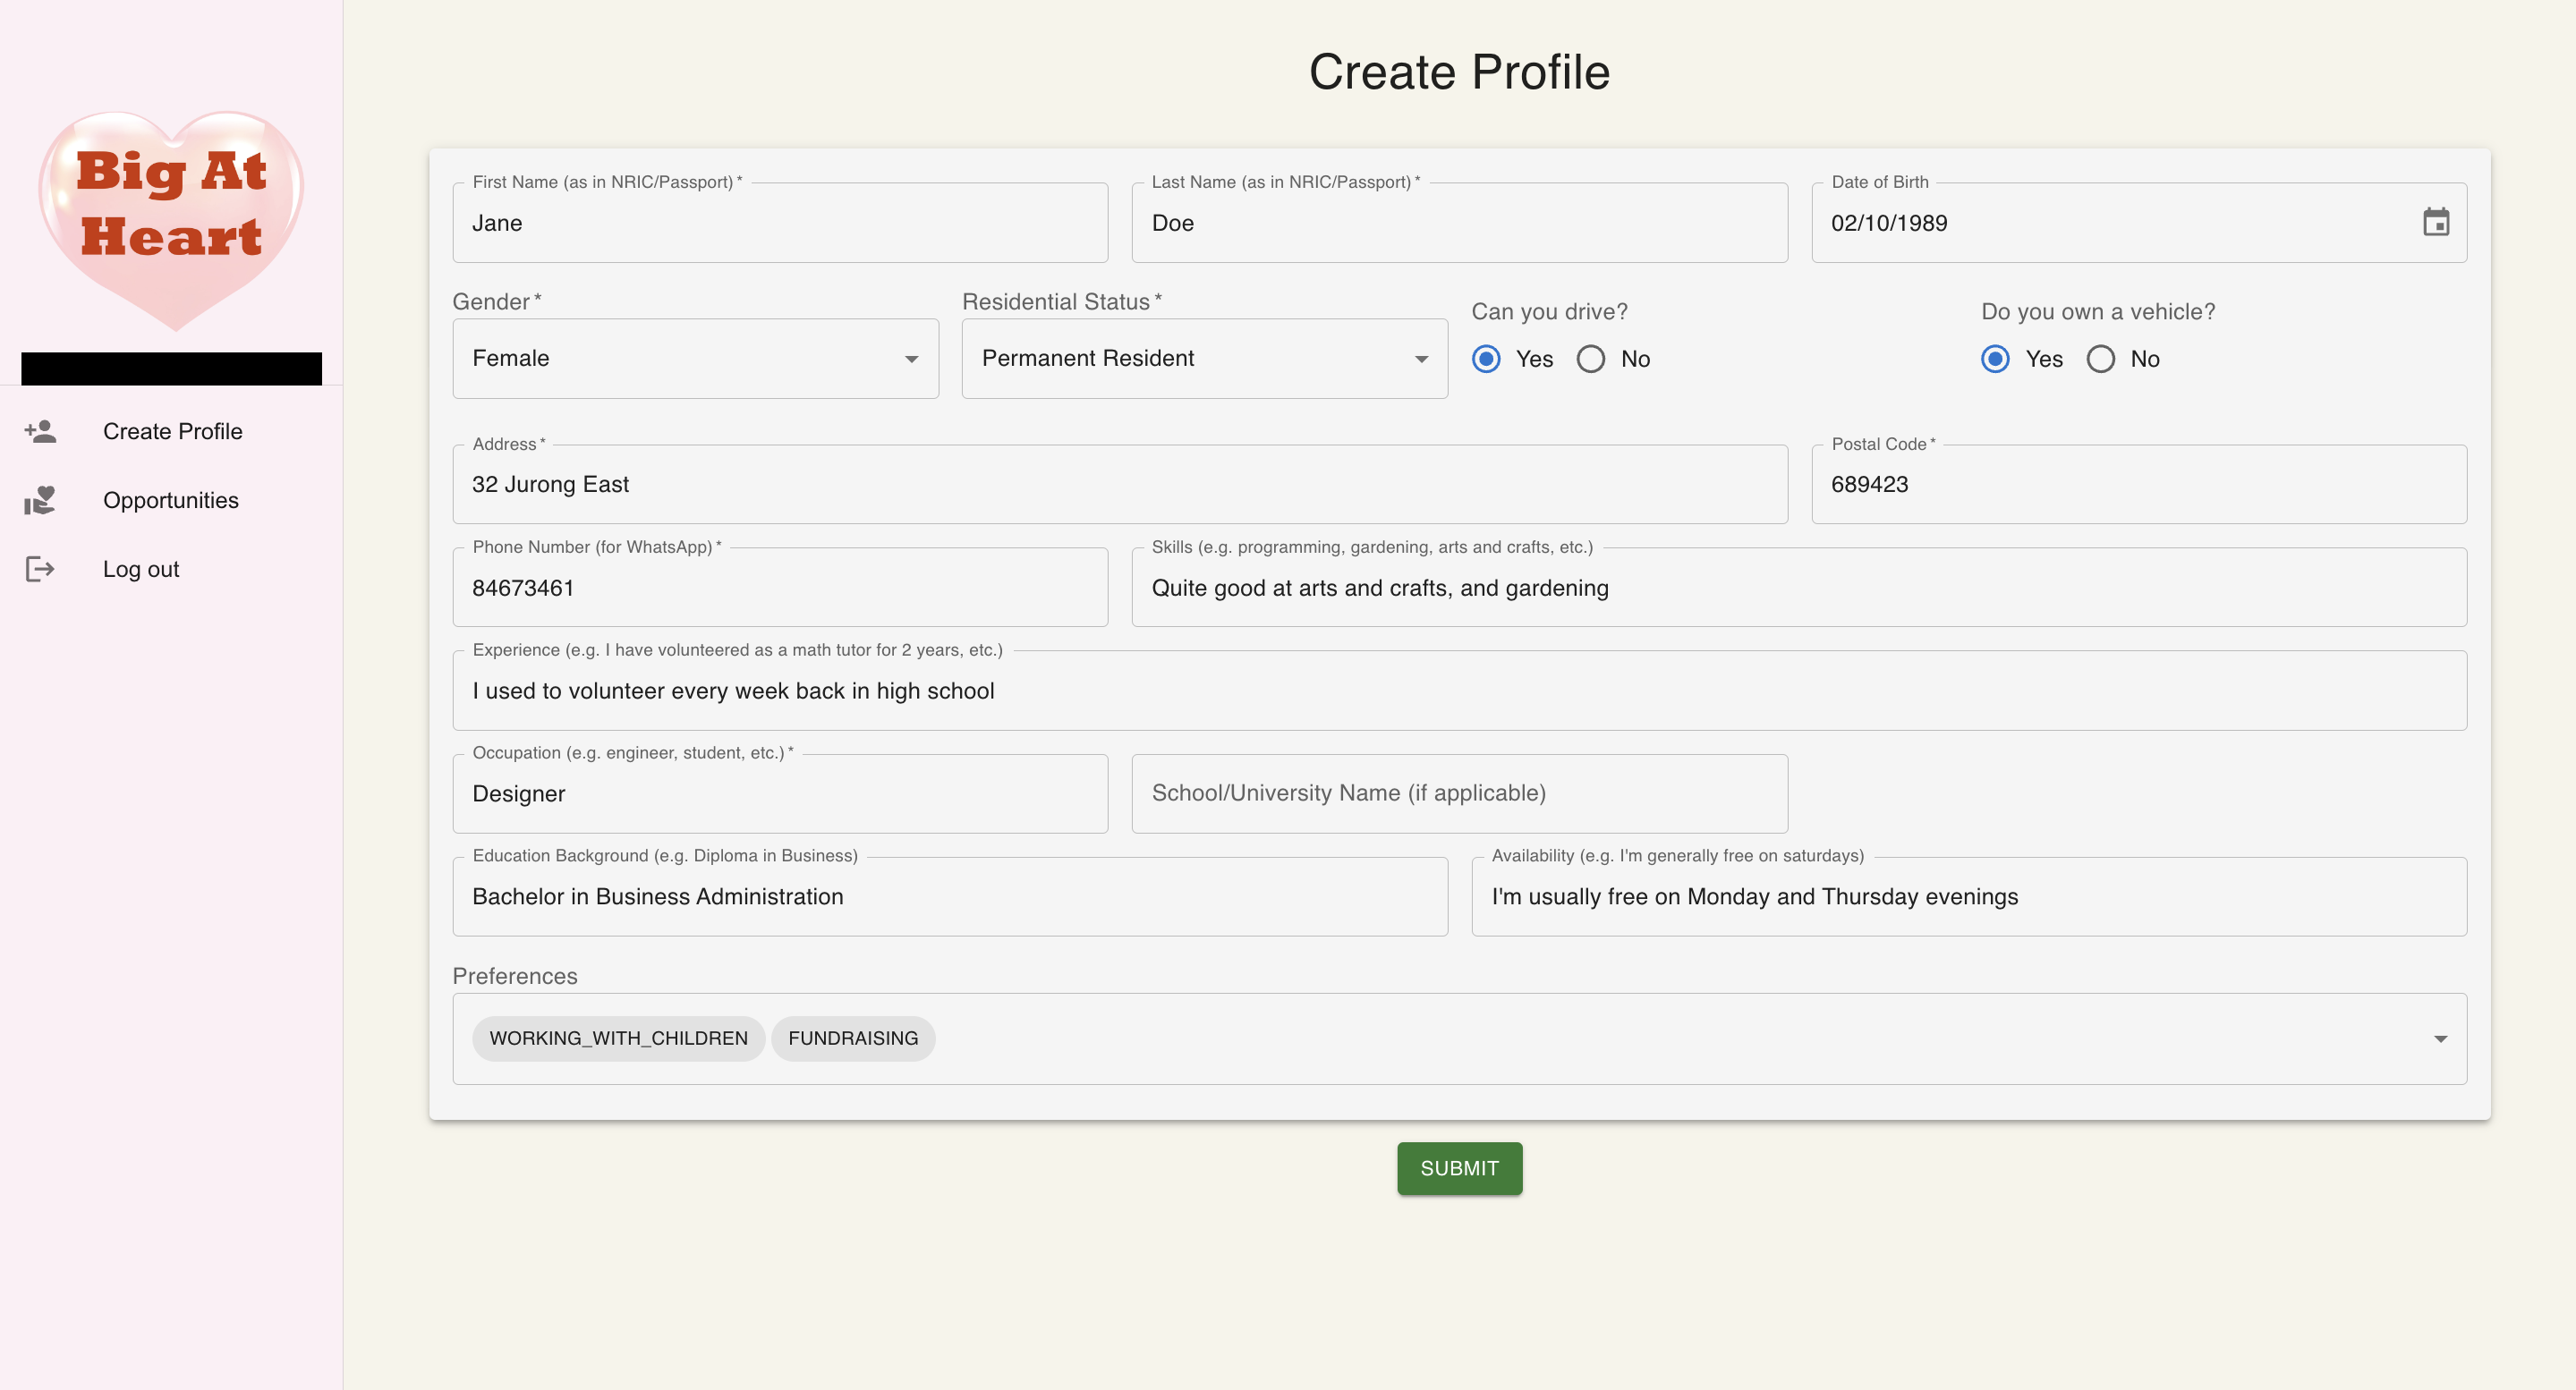 Big At
Heart
Create Profile
Opportunities
Log out
Create Profile
First Name (as in NRIC/Passport) *
Jane
Last Name (as in NRIC/Passport) *
Doe
Date of Birth
02/10/1989
Gender *
Female
Residential Status *
Permanent Resident
Can you drive?
Yes No
Do you own a vehicle?
Yes No
Address *
32 Jurong East
Postal Code *
689423
Phone Number (for WhatsApp) *
84673461
Skills (e.g. programming, gardening, arts and crafts, etc.)
Quite good at arts and crafts, and gardening
Experience (e.g. I have volunteered as a math tutor for 2 years, etc.)
I used to volunteer every week back in high school
Occupation (e.g. engineer, student, etc.) *
Designer
School/University Name (if applicable)
Education Background (e.g. Diploma in Business)
Bachelor in Business Administration
Availability (e.g. I'm generally free on saturdays)
I'm usually free on Monday and Thursday evenings
Preferences
WORKING_WITH_CHILDREN FUNDRAISING
SUBMIT